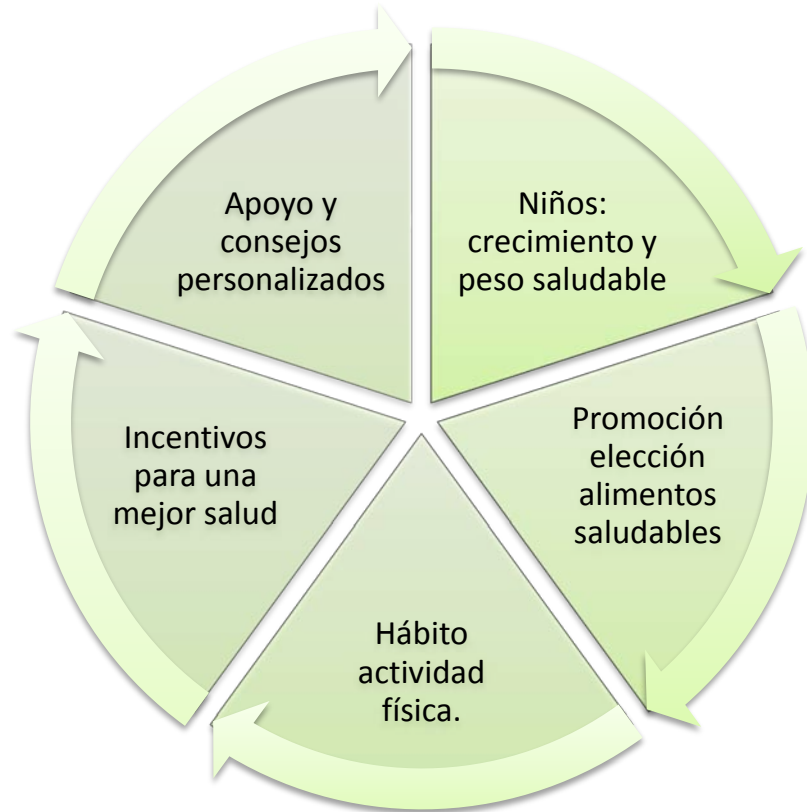 Apoyo y
consejos
personalizados
Niños:
crecimiento y
peso saludable
Incentivos
para una
mejor salud
Promoción
elección
alimentos
saludables
Hábito
actividad
física.